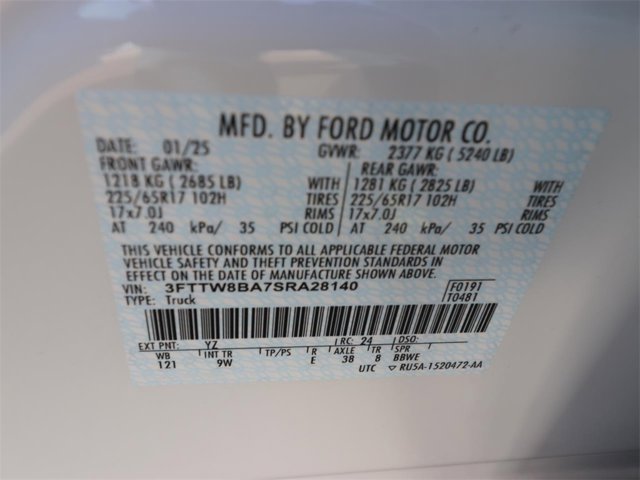 MFD. BY FORD MOTOR CO.
DATE: 01/25 GVWR: 2377 KG ( 5240 LB)
FRONT GAWR: REAR GAWR:
1218 KG ( 2685 LB) WITH 1281 KG ( 2825 LB) WITH
225/65R17 102H TIRES 225/65R17 102H TIRES
17x7.0J RIMS 17x7.0J RIMS
AT 240 kPa/ 35 PSI COLD AT 240 kPa/ 35 PSI COLD
THIS VEHICLE CONFORMS TO ALL APPLICABLE FEDERAL MOTOR
VEHICLE SAFETY AND THEFT PREVENTION STANDARDS IN
EFFECT ON THE DATE OF MANUFACTURE SHOWN ABOVE.
VIN: 3FTTW8BA7SRA28140 F0191
TYPE: Truck T0481
EXT PNT: YZ RC: 24 DSO:
WB INT TR TP/PS R AXLE TR SPR
121 9W E 3B 8 BBWE
UTC ▽ RU5A-1520472-AA